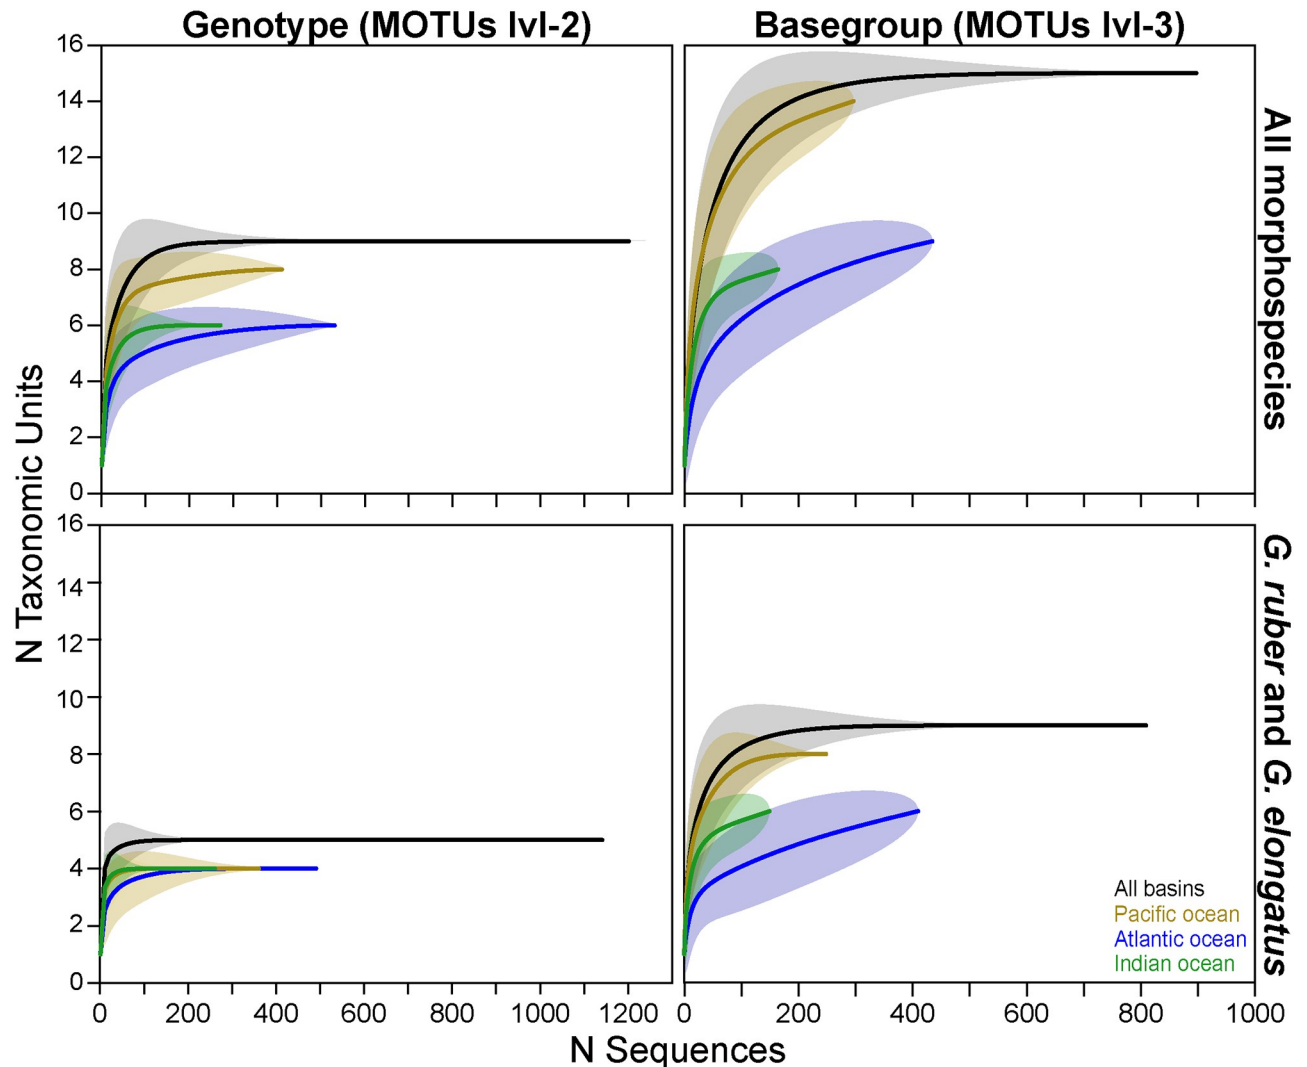 Genotype (MOTUs lvl-2)
Basegroup (MOTUs lvl-3)
16
14
12
10
8
6
4
2
0
All morphospecies
N Taxonomic Units
16
14
12
10
8
6
4
2
0
G. ruber and G. elongatus
All basins
Pacific ocean
Atlantic ocean
Indian ocean
0 200 400 600 800 1000 1200
0 200 400 600 800 1000
N Sequences